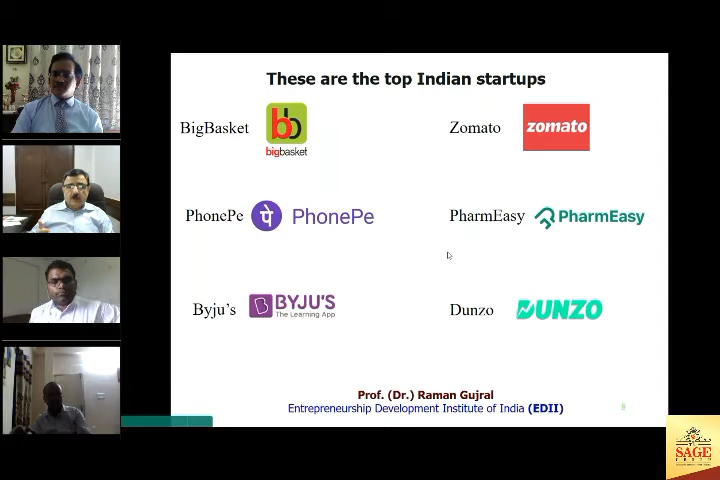 These are the top Indian startups
BigBasket
bb
bigbasket
Zomato
zomato
PhonePe
पे PhonePe
PharmEasy
PharmEasy
Byju's
B BYJU'S
The Learning App
Dunzo
DUNZO
Prof. (Dr.) Raman Gujral
Entrepreneurship Development Institute of India (EDII)
SAGE